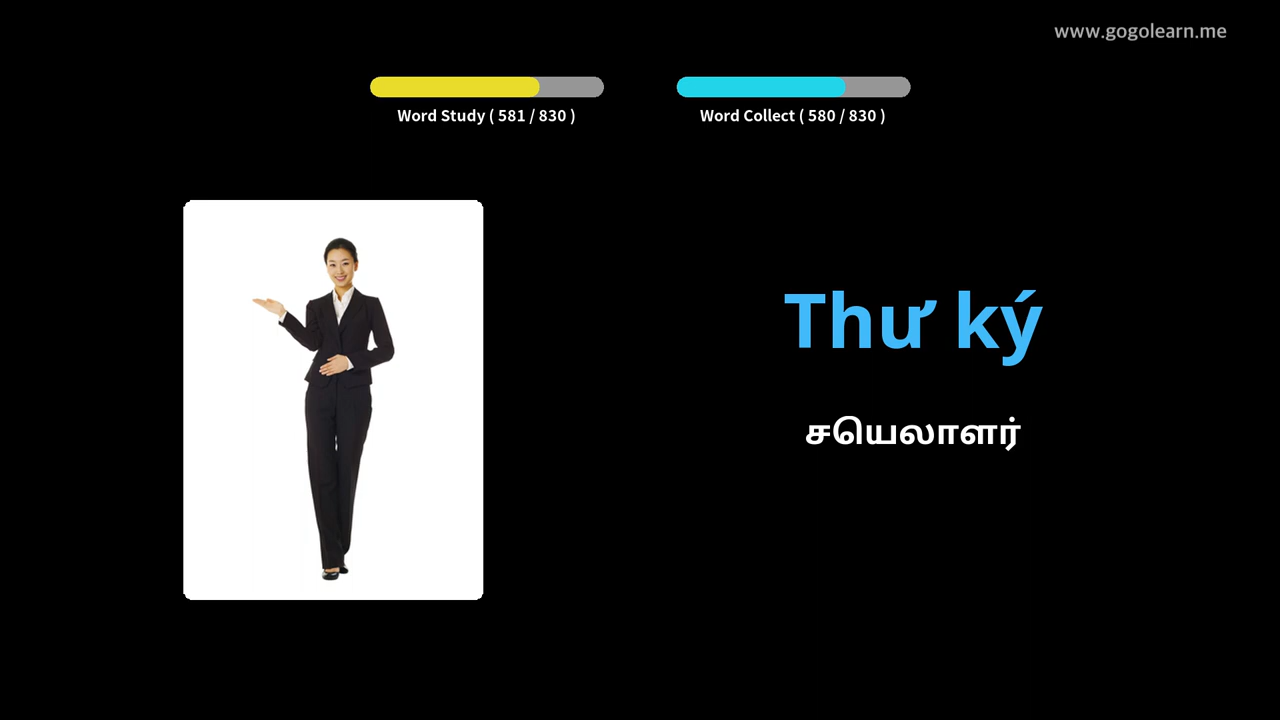 www.gogolearn.me
Word Study ( 581 / 830 )
Word Collect ( 580 / 830 )
Thư ký
சயெலாளர்